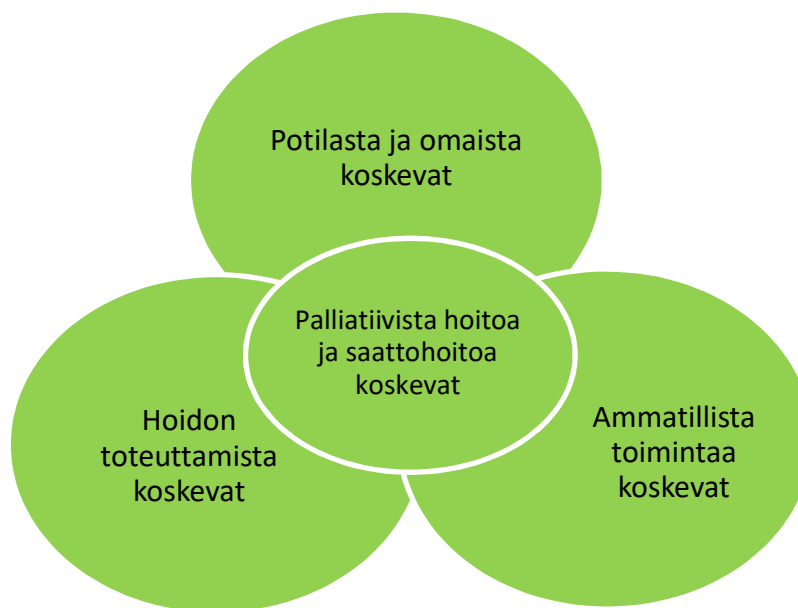 Potilasta ja omaista
koskevat
Palliatiivista hoitoa
ja saattohoitoa
koskevat
Hoidon
toteuttamista
koskevat
Ammatillista
toimintaa
koskevat